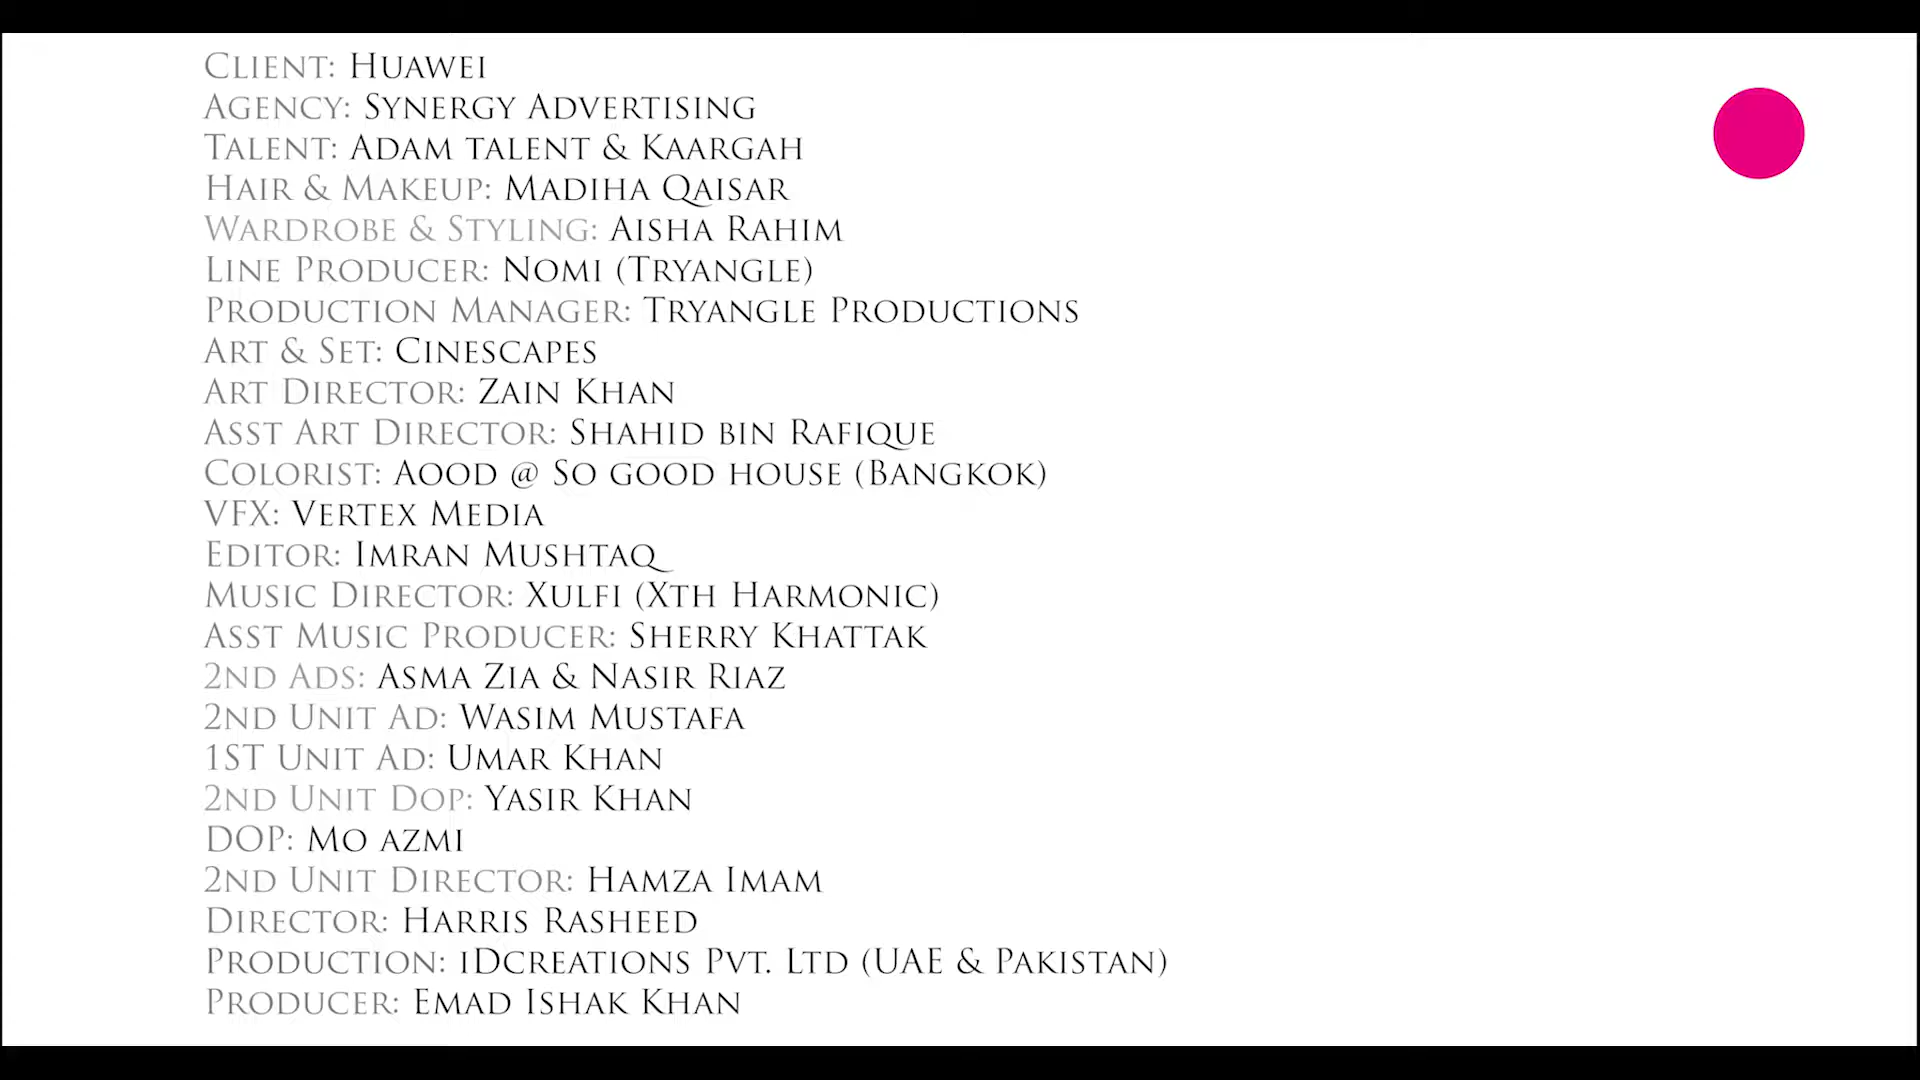 Client: Huawei
Agency: Synergy Advertising
Talent: Adam talent & Kaargah
Hair & Makeup: Madiha Qaisar
Wardrobe & Styling: Aisha Rahim
Line Producer: Nomi (Tryangle)
Production Manager: Tryangle Productions
Art & Set: Cinescapes
Art Director: Zain Khan
Asst Art Director: Shahid bin Rafique
Colorist: Aood @ So good house (Bangkok)
VFX: Vertex Media
Editor: Imran Mushtaq
Music Director: Xulfi (Xth Harmonic)
Asst Music Producer: Sherry Khattak
2nd Ads: Asma Zia & Nasir Riaz
2nd Unit Ad: Wasim Mustafa
1st Unit Ad: Umar Khan
2nd Unit Dop: Yasir Khan
DOP: Mo azmi
2nd Unit Director: Hamza Imam
Director: Harris Rasheed
Production: iDcreations Pvt. Ltd (UAE & Pakistan)
Producer: Emad Ishak Khan